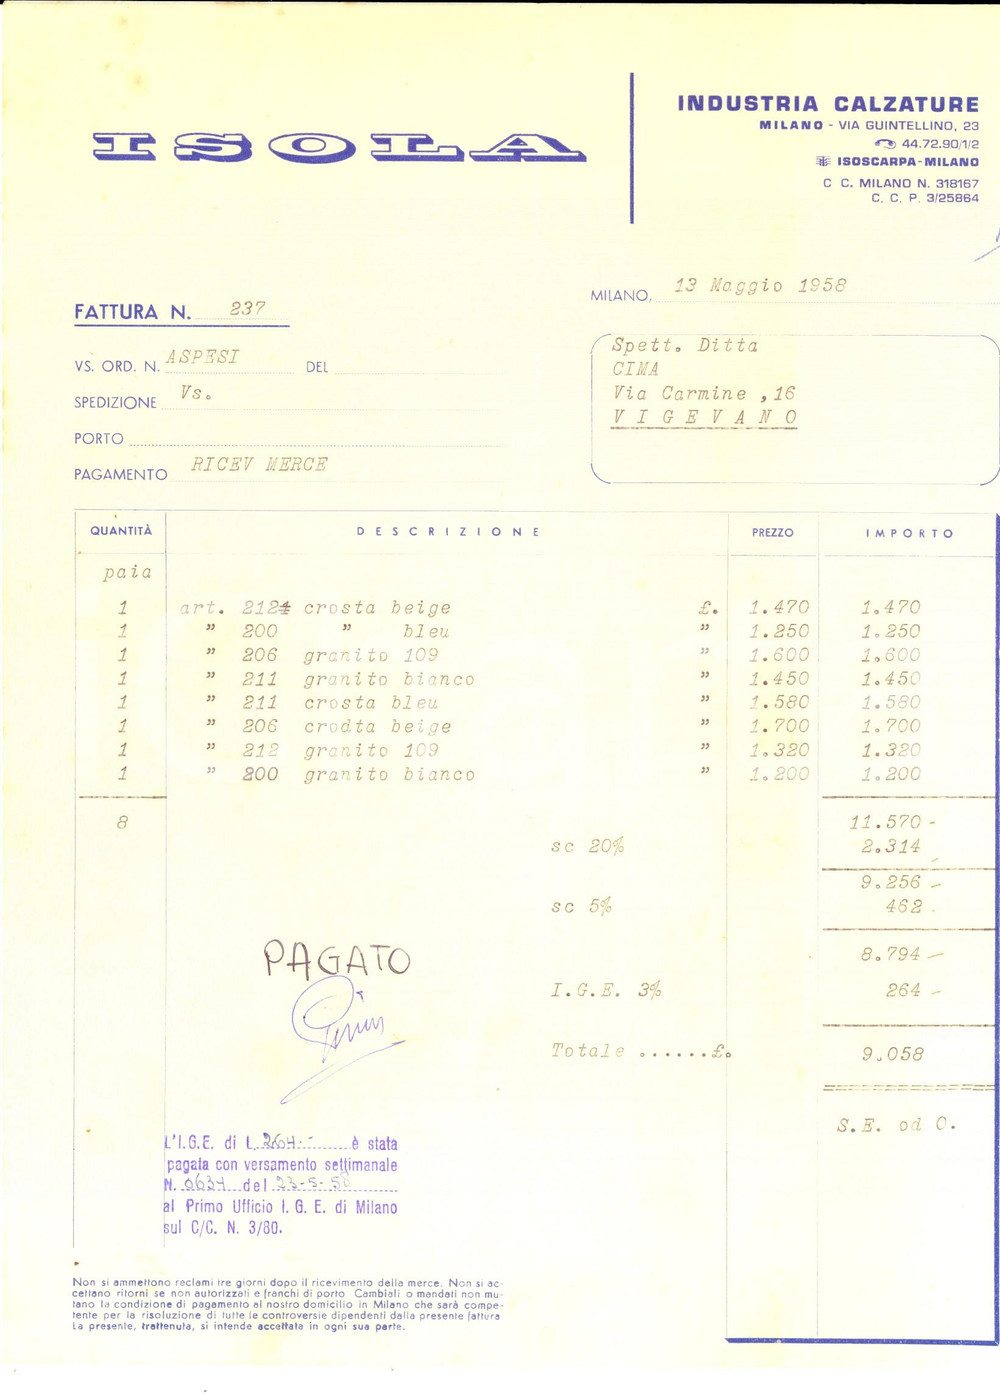 ISOLA
INDUSTRIA CALZATURE
MILANO - VIA GUINTELLINO, 23
44.72.90/1/2
ISOSCARPA-MILANO
C C. MILANO N. 318167
C. C. P. 3/25864
MILANO, 13 Maggio 1958
FATTURA N. 237
VS. ORD. N. ASPESI DEL
SPEDIZIONE Vs.
PORTO
PAGAMENTO RICEV MERCE
Spett. Ditta
CIMA
Via Carmine ,16
VIGEVANO
QUANTITÀ DESCRIZIONE PREZZO IMPORTO
paia
1 art. 2124 crosta beige £. 1.470 1.470
1 " 200 " bleu " 1.250 1.250
1 " 206 granito 109 " 1.600 1.600
1 " 211 granito bianco " 1.450 1.450
1 " 211 crosta bleu " 1.580 1.580
1 " 206 crodta beige " 1.700 1.700
1 " 212 granito 109 " 1.320 1.320
1 " 200 granito bianco " 1.200 1.200
8 11.570 -
sc 20% 2.314
9.256 -
sc 5% 462 .
8.794 -
PAGATO
I.G.E. 3% 264 -
Totale ......£. 9.058
S.E. od O.
L'I.G.E. di L. 264.- è stata
pagata con versamento settimanale
N. 0634 del 23-5-58
al Primo Ufficio I. G. E. di Milano
sul C/C. N. 3/80.
Non si ammettono reclami tre giorni dopo il ricevimento della merce. Non si ac-
cettano ritorni se non autorizzati e franchi di porto Cambiali o mandati non mu-
tano la condizione di pagamento al nostro domicilio in Milano che sarà compe-
tente per la risoluzione di tutte le controversie dipendenti dalla presente fattura
La presente, trattenuta, si intende accettata in ogni sua parte.